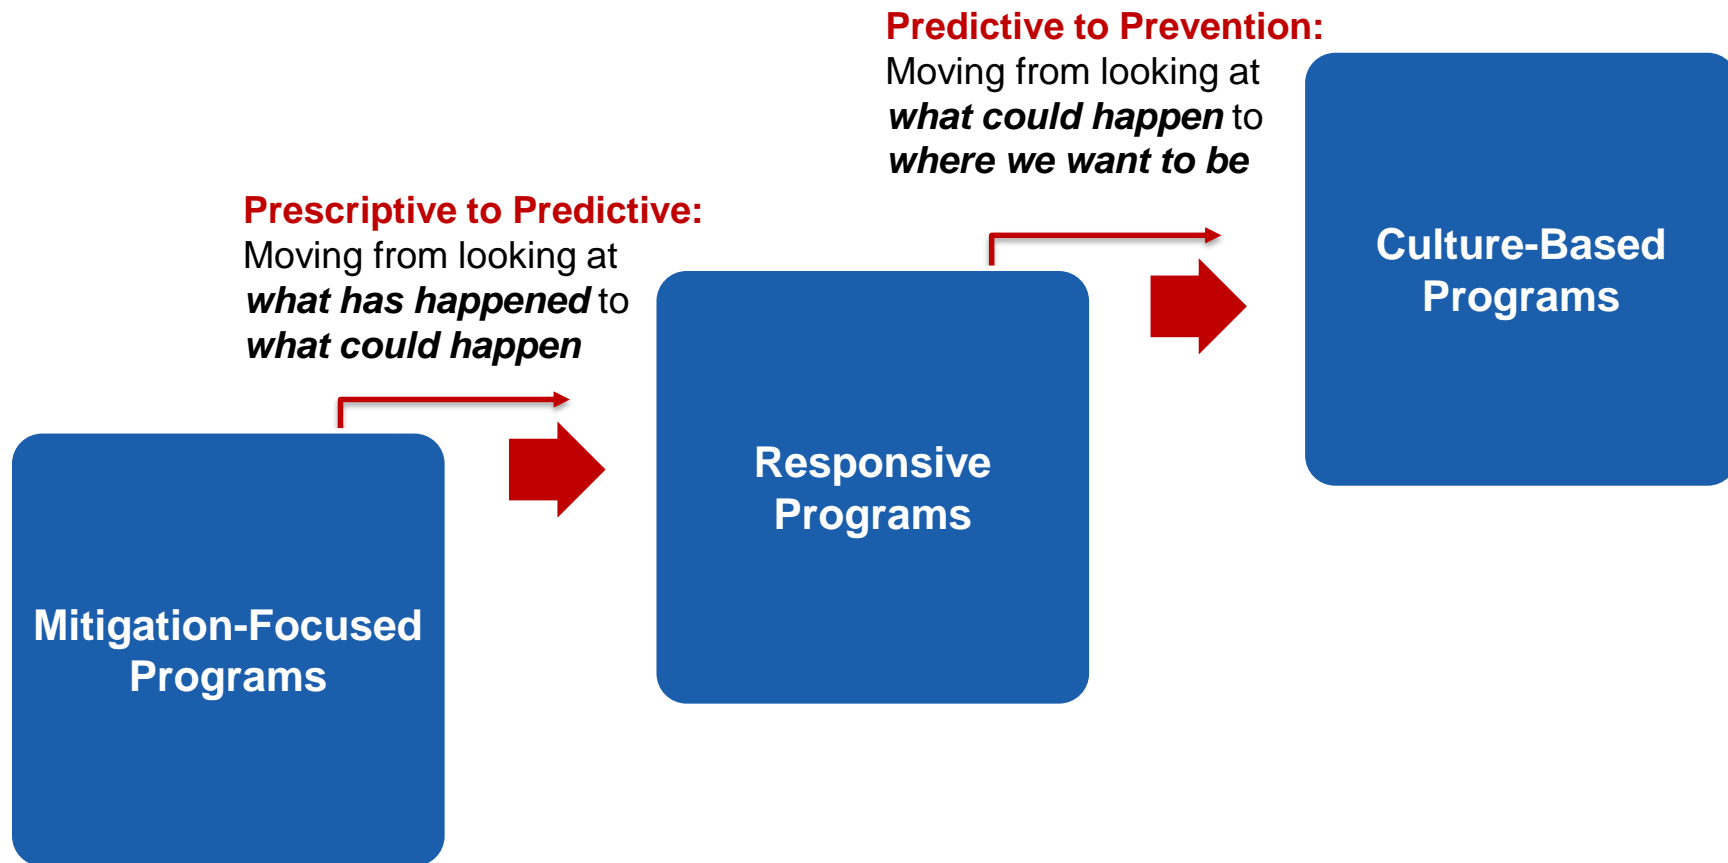 Predictive to Prevention:
Moving from looking at
what could happen to
where we want to be
Culture-Based
Programs
Prescriptive to Predictive:
Moving from looking at
what has happened to
what could happen
Responsive
Programs
Mitigation-Focused
Programs